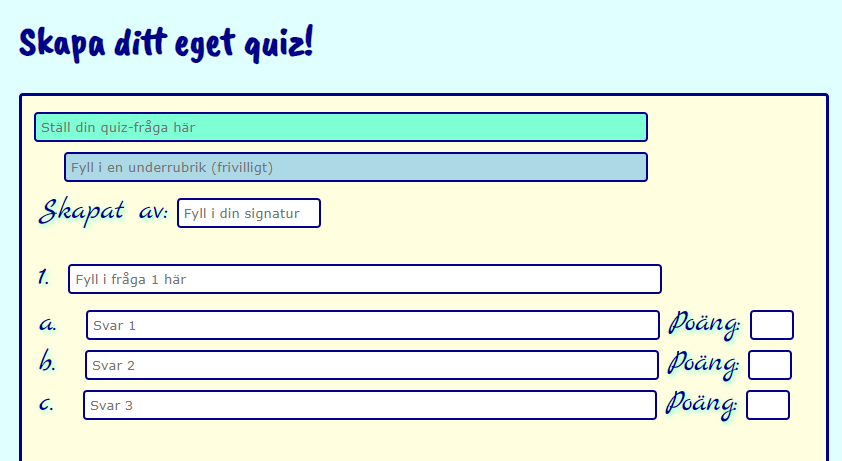 Skapa ditt eget quiz!
Ställ din quiz-fråga här
Fyll i en underrubrik (frivilligt)
Skapat av: Fyll i din signatur
1. Fyll i fråga 1 här
a. Svar 1 Poäng:
b. Svar 2 Poäng:
c. Svar 3 Poäng: